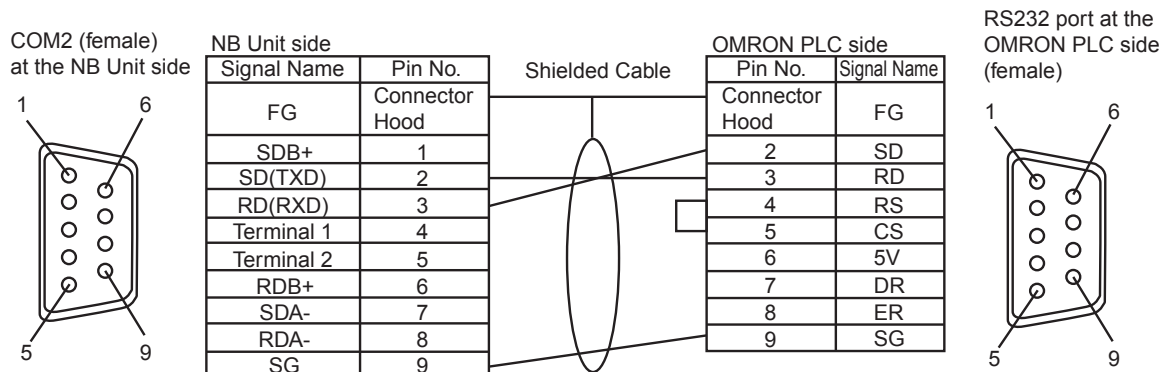 COM2 (female)
at the NB Unit side
1
6
5
9
NB Unit side
Signal Name Pin No.
FG Connector Hood
SDB+ 1
SD(TXD) 2
RD(RXD) 3
Terminal 1 4
Terminal 2 5
RDB+ 6
SDA- 7
RDA- 8
SG 9
Shielded Cable
OMRON PLC side
Pin No. Signal Name
Connector Hood FG
2 SD
3 RD
4 RS
5 CS
6 5V
7 DR
8 ER
9 SG
RS232 port at the
OMRON PLC side
(female)
1
6
5
9